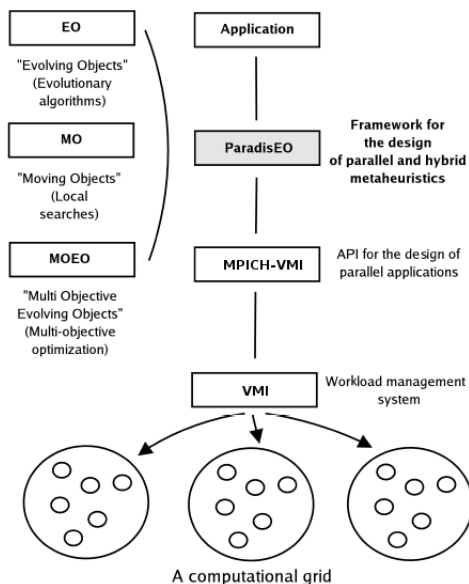 EO
"Evolving Objects"
(Evolutionary
algorithms)
MO
"Moving Objects"
(Local
searches)
MOEO
"Multi Objective
Evolving Objects"
(Multi-objective
optimization)
Application
ParadisEO
Framework for
the design
of parallel and hybrid
metaheuristics
MPICH-VMI
API for the design of
parallel applications
VMI
Workload management
system
A computational grid